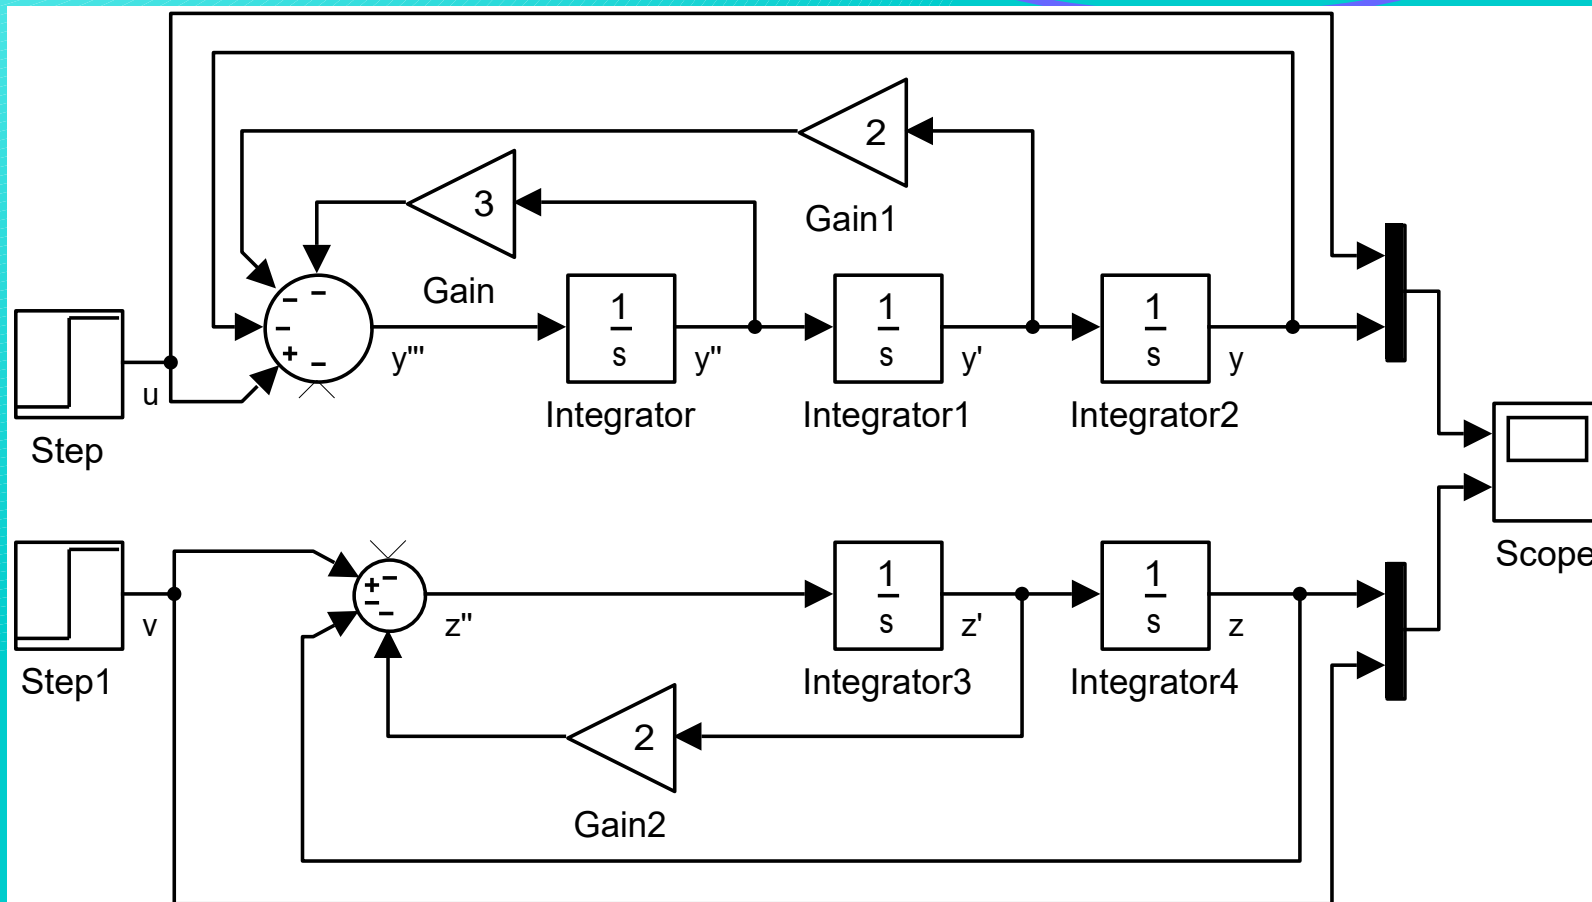 2
Gain1
3
Gain
- - - + -
1
s
1
s
1
s
u
y'''
y''
y'
y
Step
Integrator
Integrator1
Integrator2
Scope
+ - - -
1
s
1
s
v
z''
z'
z
Step1
Integrator3
Integrator4
2
Gain2